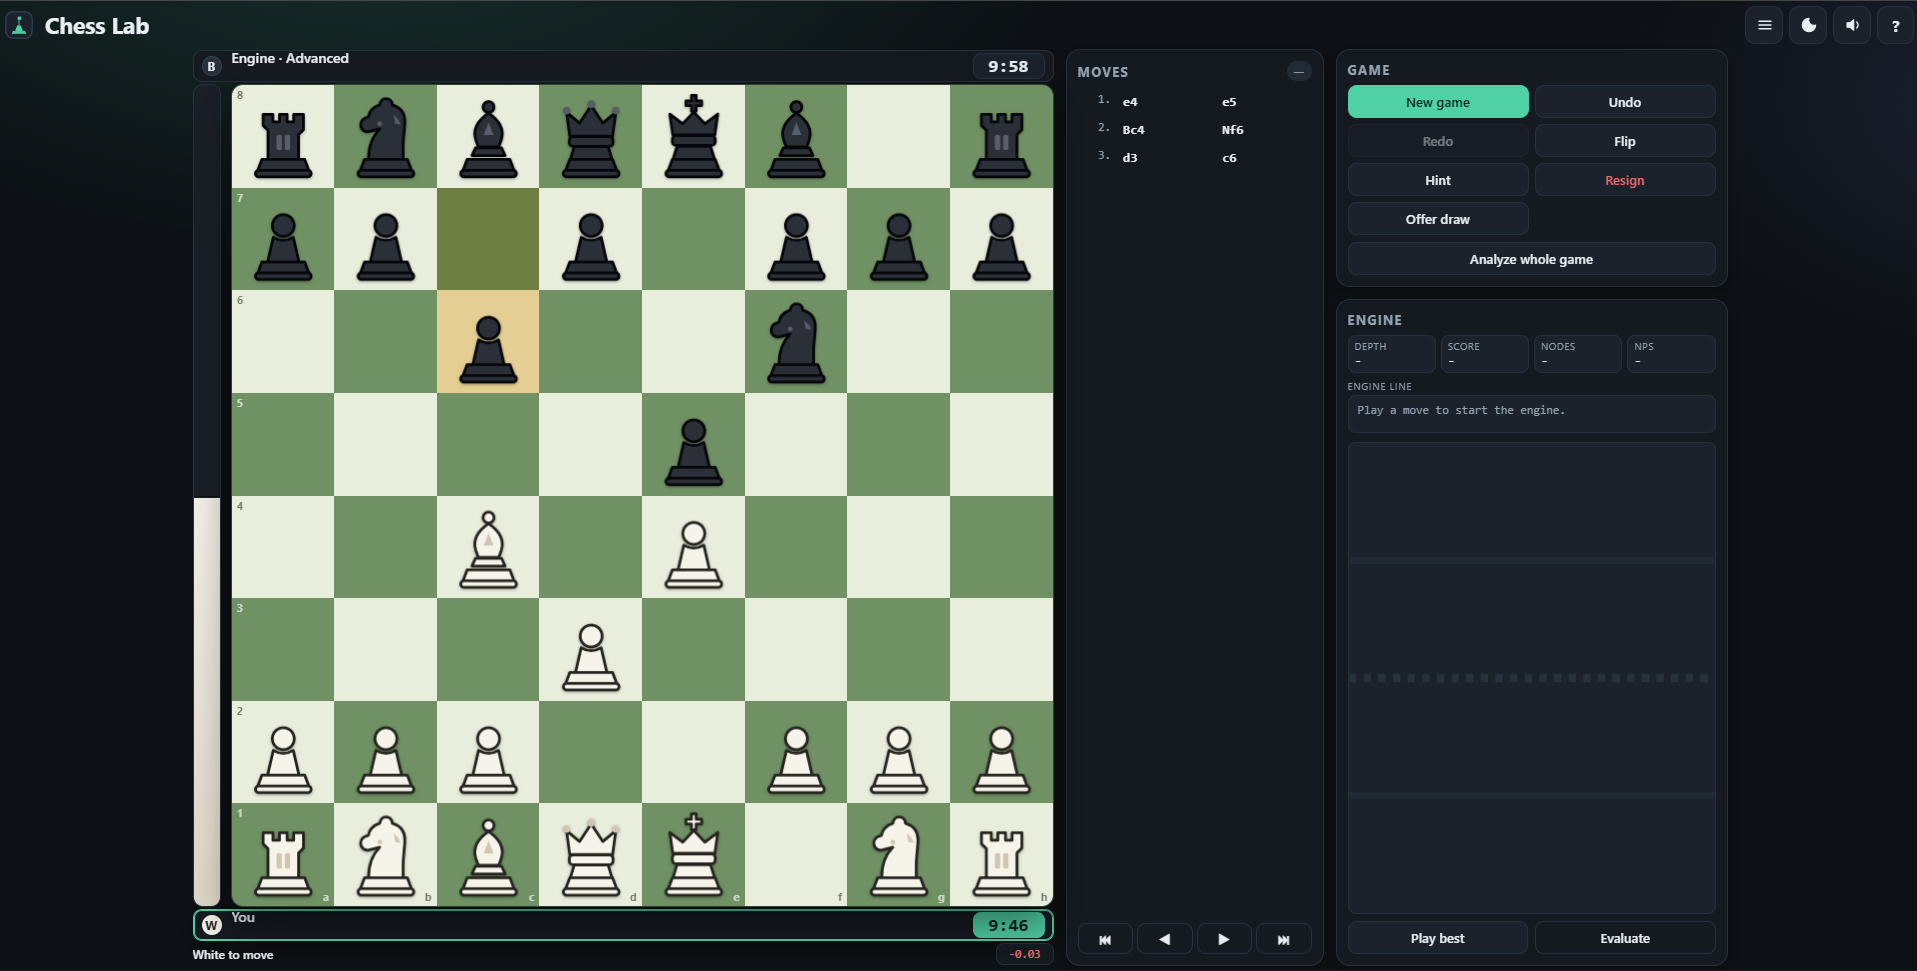 Chess Lab
?
B Engine · Advanced 9:58
8
7
6
5
4
3
2
1
a b c d e f g h
W You 9:46
White to move -0.03
MOVES
1. e4 e5
2. Bc4 Nf6
3. d3 c6
GAME
New game Undo
Redo Flip
Hint Resign
Offer draw
Analyze whole game
ENGINE
DEPTH SCORE NODES NPS
- - - -
ENGINE LINE
Play a move to start the engine.
Play best Evaluate